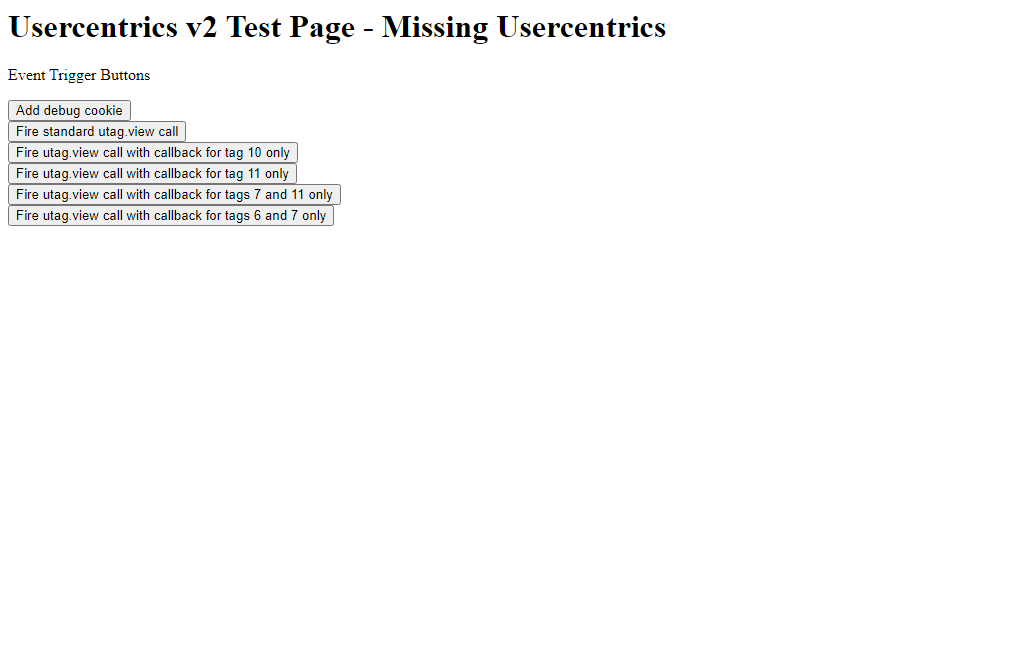 Usercentrics v2 Test Page - Missing Usercentrics
Event Trigger Buttons
Add debug cookie
Fire standard utag.view call
Fire utag.view call with callback for tag 10 only
Fire utag.view call with callback for tag 11 only
Fire utag.view call with callback for tags 7 and 11 only
Fire utag.view call with callback for tags 6 and 7 only